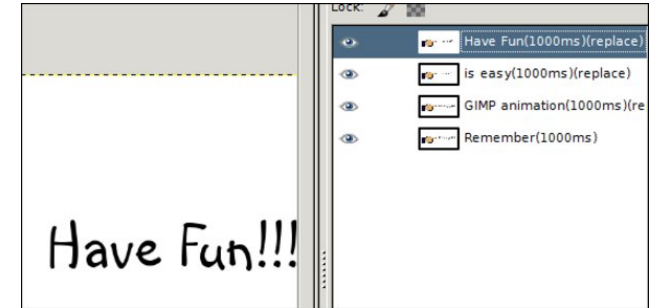 Lock:
Have Fun(1000ms)(replace)
is easy(1000ms)(replace)
GIMP animation(1000ms)(re
Remember(1000ms)
Have Fun!!!